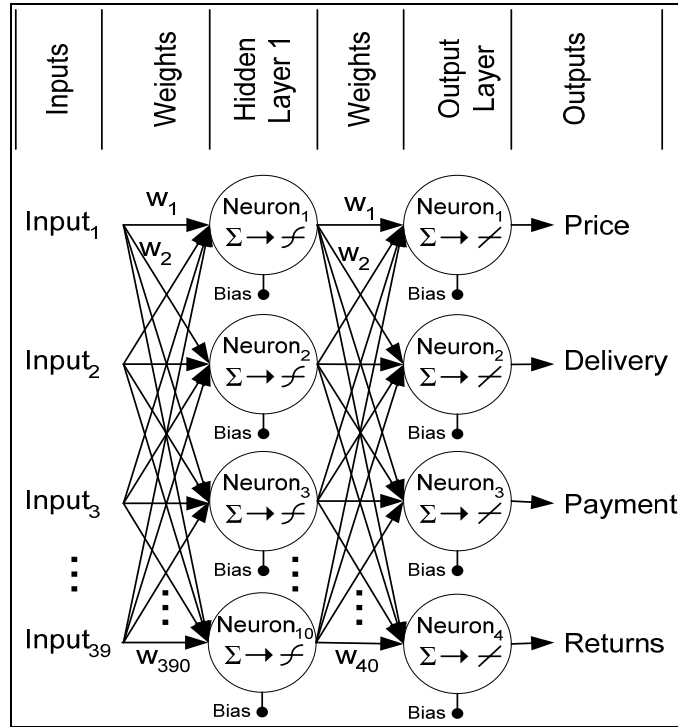 Inputs
Weights
Hidden
Layer 1
Weights
Output
Layer
Outputs
Input1
w1
w2
Neuron1
Σ
Bias
w1
w2
Neuron1
Σ
Bias
Price
Input2
Neuron2
Σ
Bias
Neuron2
Σ
Bias
Delivery
Input3
Neuron3
Σ
Bias
Neuron3
Σ
Bias
Payment
Input39
w390
Neuron10
Σ
Bias
w40
Neuron4
Σ
Bias
Returns